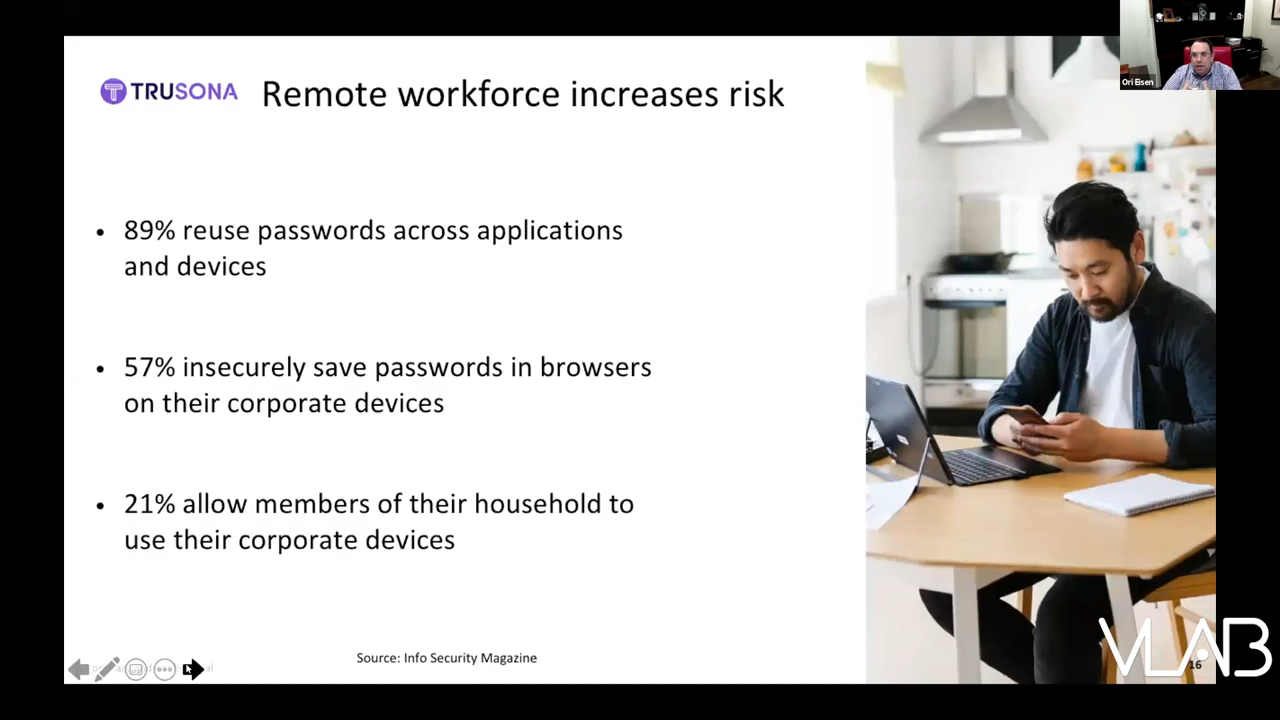 Ori Eisen
TRUSONA
Remote workforce increases risk
• 89% reuse passwords across applications
and devices
• 57% insecurely save passwords in browsers
on their corporate devices
• 21% allow members of their household to
use their corporate devices
Source: Info Security Magazine
16
VLAB